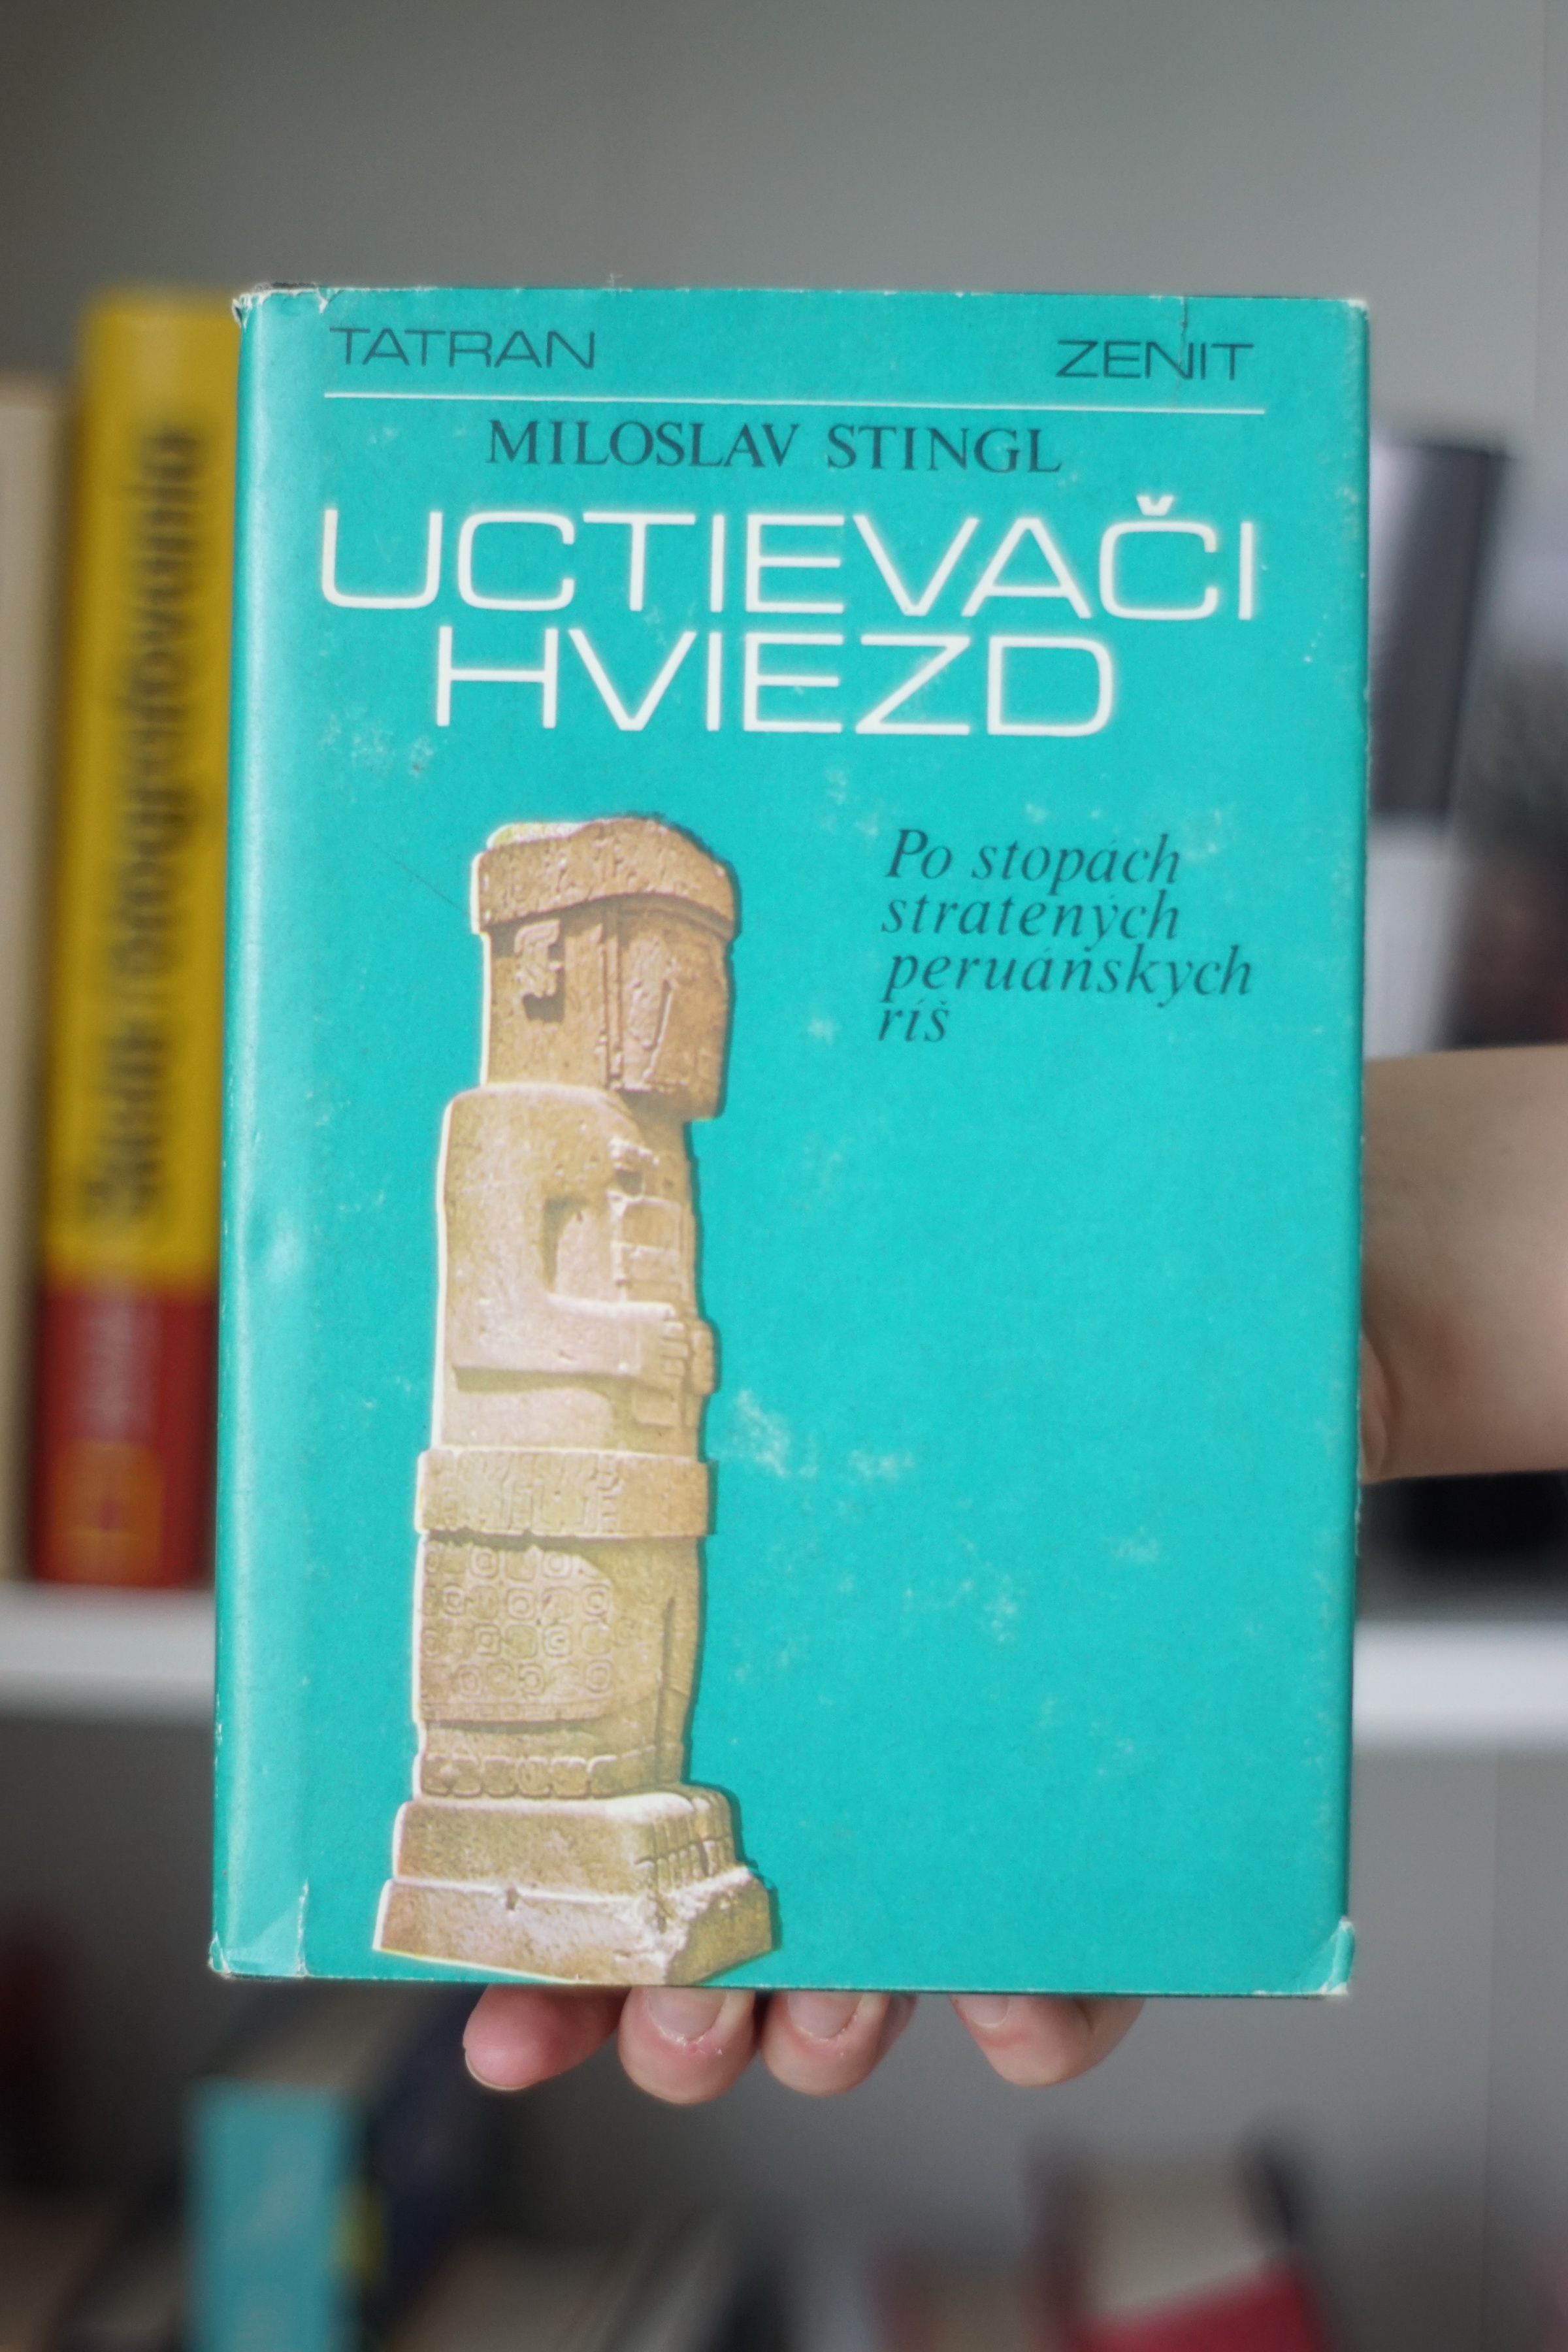 TATRAN ZENIT
MILOSLAV STINGL
UCTIEVAČI
HVIEZD
Po stopách
stratených
peruánskych
ríš